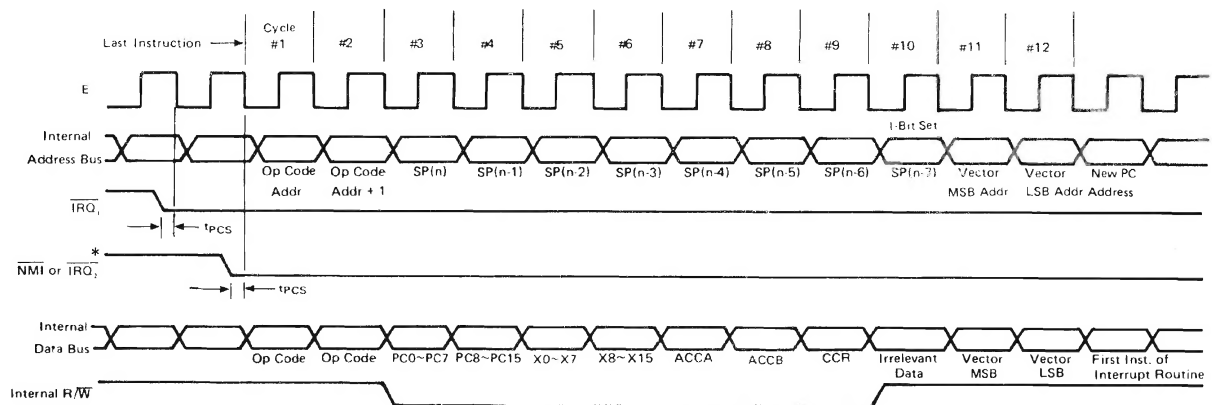 Cycle
Last Instruction #1 #2 #3 #4 #5 #6 #7 #8 #9 #10 #11 #12
E
I-Bit Set
Internal
Address Bus
Op Code Op Code SP(n) SP(n-1) SP(n-2) SP(n-3) SP(n-4) SP(n-5) SP(n-6) SP(n-7) Vector Vector New PC
Addr Addr + 1 MSB Addr LSB Addr Address
IRQ₁
tPCS
*
NMI or IRQ₂
tPCS
Internal
Data Bus
Op Code Op Code PC0~PC7 PC8~PC15 X0~X7 X8~X15 ACCA ACCB CCR Irrelevant Vector Vector First Inst. of
Data MSB LSB Interrupt Routine
Internal R/W